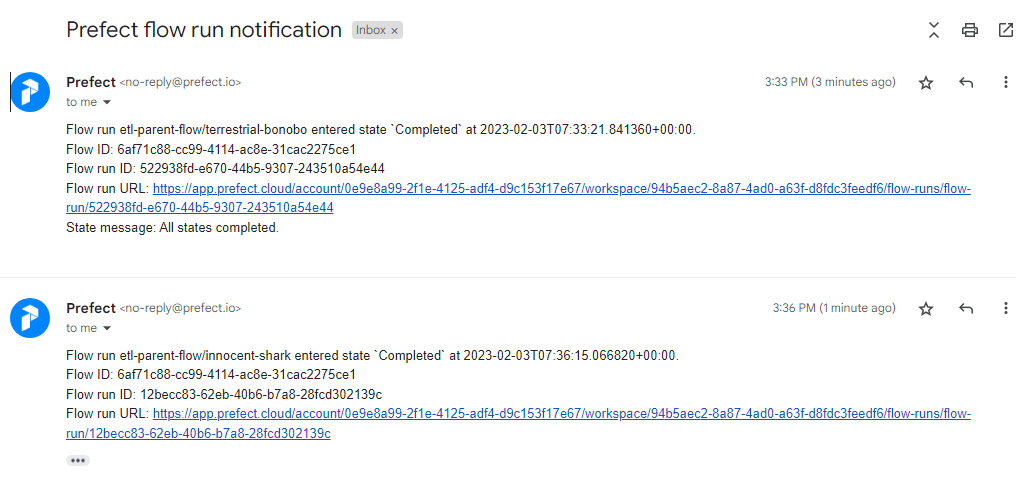 Prefect flow run notification Inbox ×
Prefect <no-reply@prefect.io> 3:33 PM (3 minutes ago)
to me
Flow run etl-parent-flow/terrestrial-bonobo entered state `Completed` at 2023-02-03T07:33:21.841360+00:00.
Flow ID: 6af71c88-cc99-4114-ac8e-31cac2275ce1
Flow run ID: 522938fd-e670-44b5-9307-243510a54e44
Flow run URL: https://app.prefect.cloud/account/0e9e8a99-2f1e-4125-adf4-d9c153f17e67/workspace/94b5aec2-8a87-4ad0-a63f-d8fdc3feedf6/flow-runs/flow-
run/522938fd-e670-44b5-9307-243510a54e44
State message: All states completed.
Prefect <no-reply@prefect.io> 3:36 PM (1 minute ago)
to me
Flow run etl-parent-flow/innocent-shark entered state `Completed` at 2023-02-03T07:36:15.066820+00:00.
Flow ID: 6af71c88-cc99-4114-ac8e-31cac2275ce1
Flow run ID: 12becc83-62eb-40b6-b7a8-28fcd302139c
Flow run URL: https://app.prefect.cloud/account/0e9e8a99-2f1e-4125-adf4-d9c153f17e67/workspace/94b5aec2-8a87-4ad0-a63f-d8fdc3feedf6/flow-runs/flow-
run/12becc83-62eb-40b6-b7a8-28fcd302139c